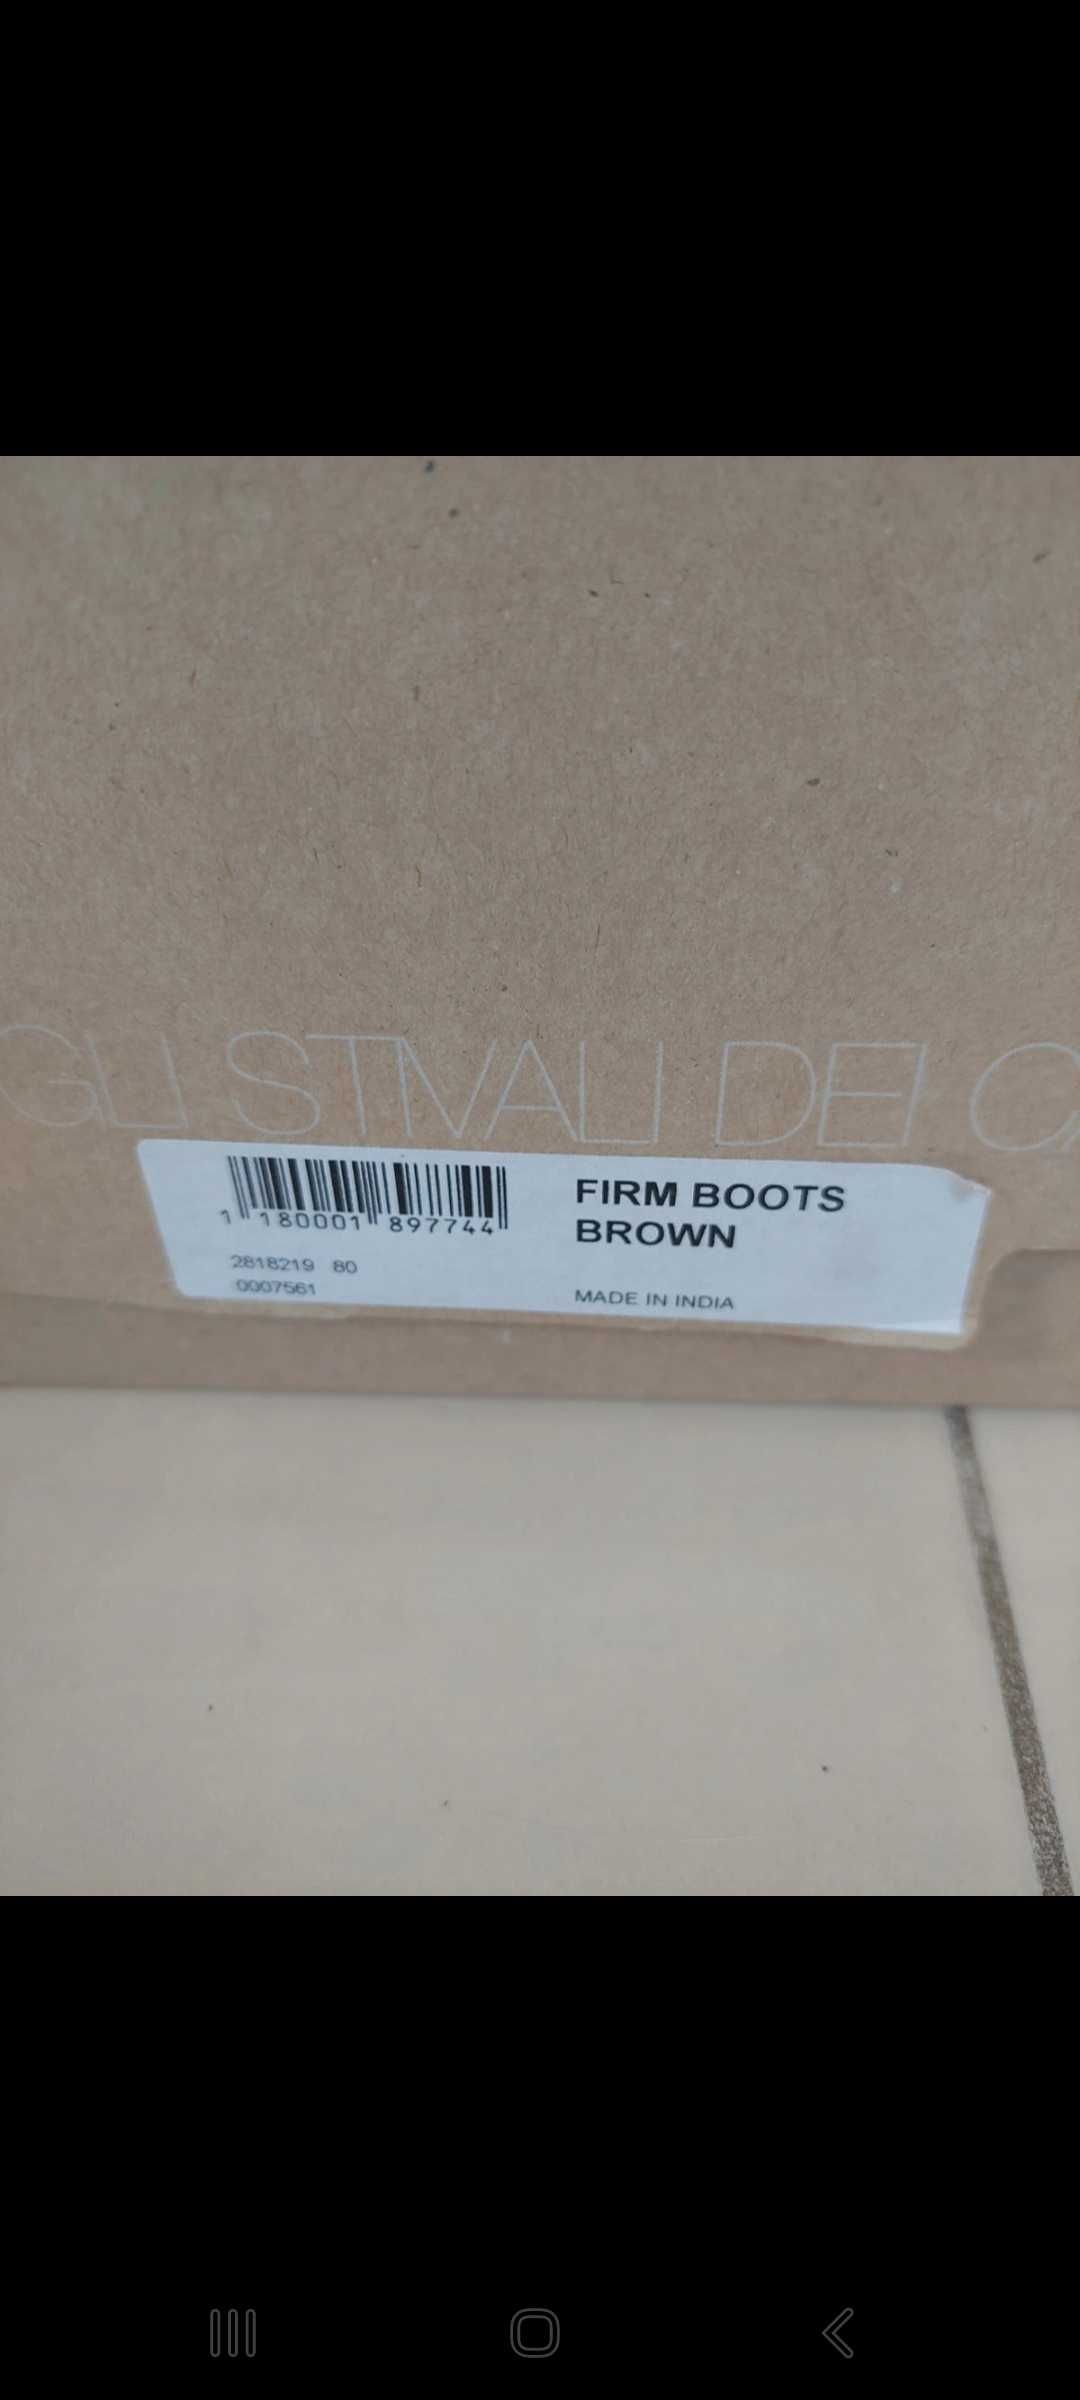 GLI STIVALI DEI
1 180001 897744
2818219 80
0007561
FIRM BOOTS
BROWN
MADE IN INDIA